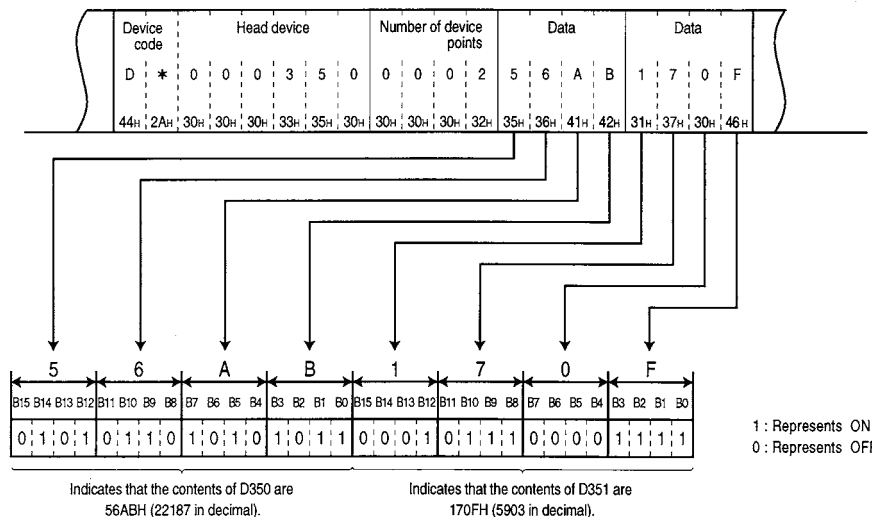 Device code Head device Number of device points Data Data
D * 0 0 0 3 5 0 0 0 0 2 5 6 A B 1 7 0 F
44H 2AH 30H 30H 30H 33H 35H 30H 30H 30H 30H 32H 35H 36H 41H 42H 31H 37H 30H 46H
5 6 A B 1 7 0 F
B15 B14 B13 B12 B11 B10 B9 B8 B7 B6 B5 B4 B3 B2 B1 B0 B15 B14 B13 B12 B11 B10 B9 B8 B7 B6 B5 B4 B3 B2 B1 B0
0 1 0 1 0 1 1 0 1 0 1 0 1 0 1 1 0 0 0 1 0 1 1 1 0 0 0 0 1 1 1 1
1 : Represents ON
0 : Represents OFF
Indicates that the contents of D350 are
56ABH (22187 in decimal).
Indicates that the contents of D351 are
170FH (5903 in decimal).